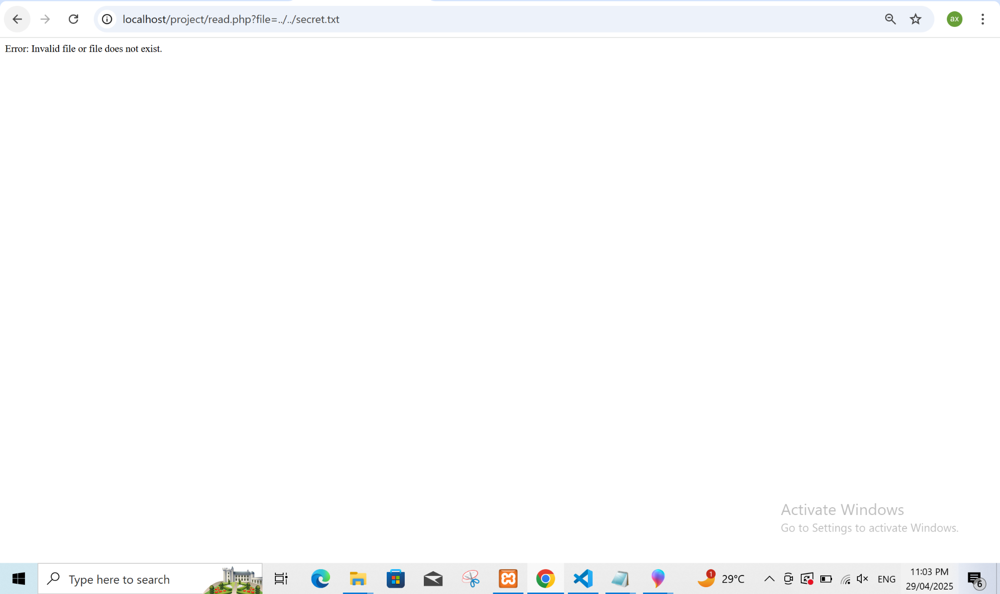 localhost/project/read.php?file=../../secret.txt
ax
Error: Invalid file or file does not exist.
Activate Windows
Go to Settings to activate Windows.
Type here to search
1
29°C
ENG
11:03 PM
29/04/2025
6